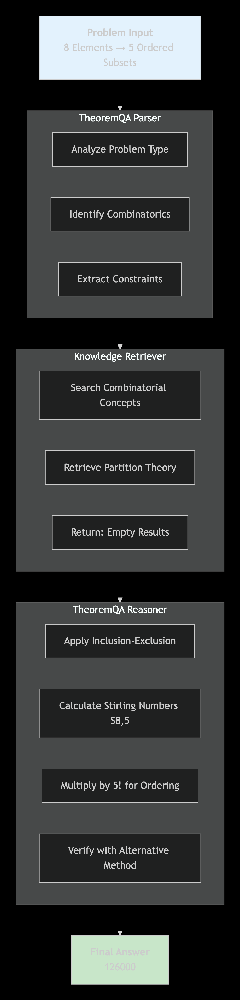 Problem Input
8 Elements → 5 Ordered
Subsets
TheoremQA Parser
Analyze Problem Type
Identify Combinatorics
Extract Constraints
Knowledge Retriever
Search Combinatorial
Concepts
Retrieve Partition Theory
Return: Empty Results
TheoremQA Reasoner
Apply Inclusion-Exclusion
Calculate Stirling Numbers
S8,5
Multiply by 5! for Ordering
Verify with Alternative
Method
Final Answer
126000